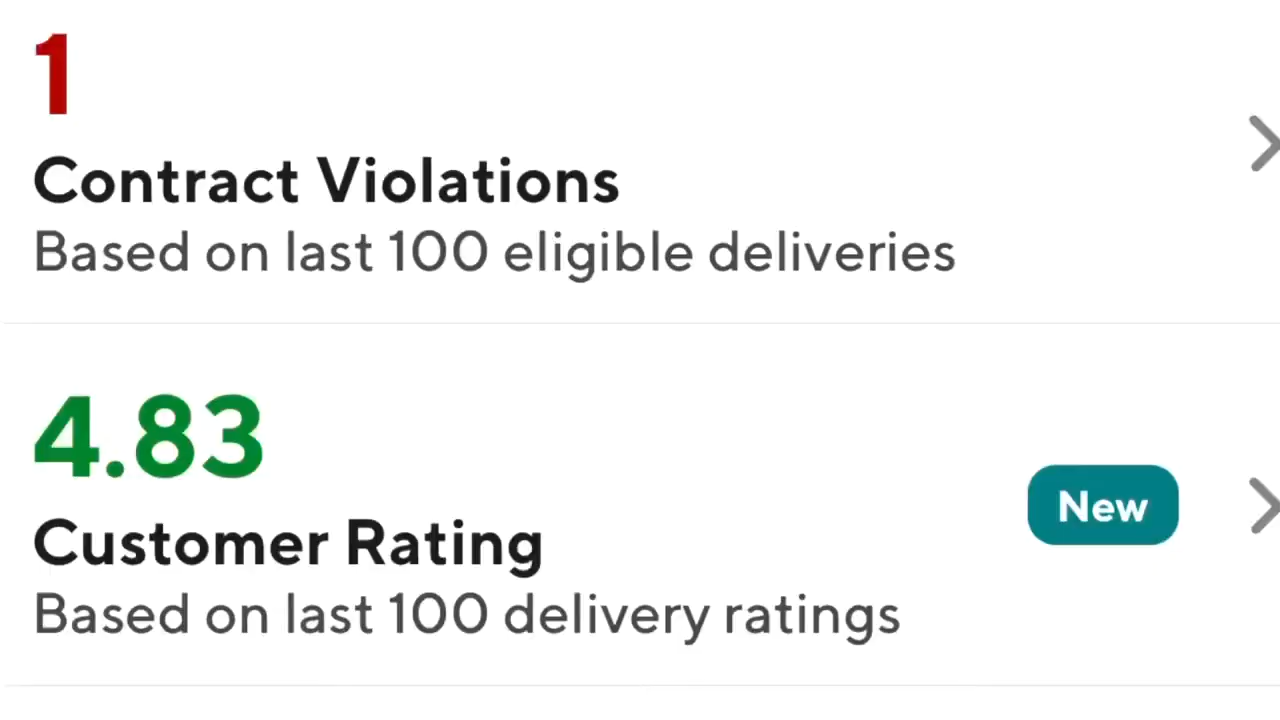 1
Contract Violations
Based on last 100 eligible deliveries
4.83
New
Customer Rating
Based on last 100 delivery ratings